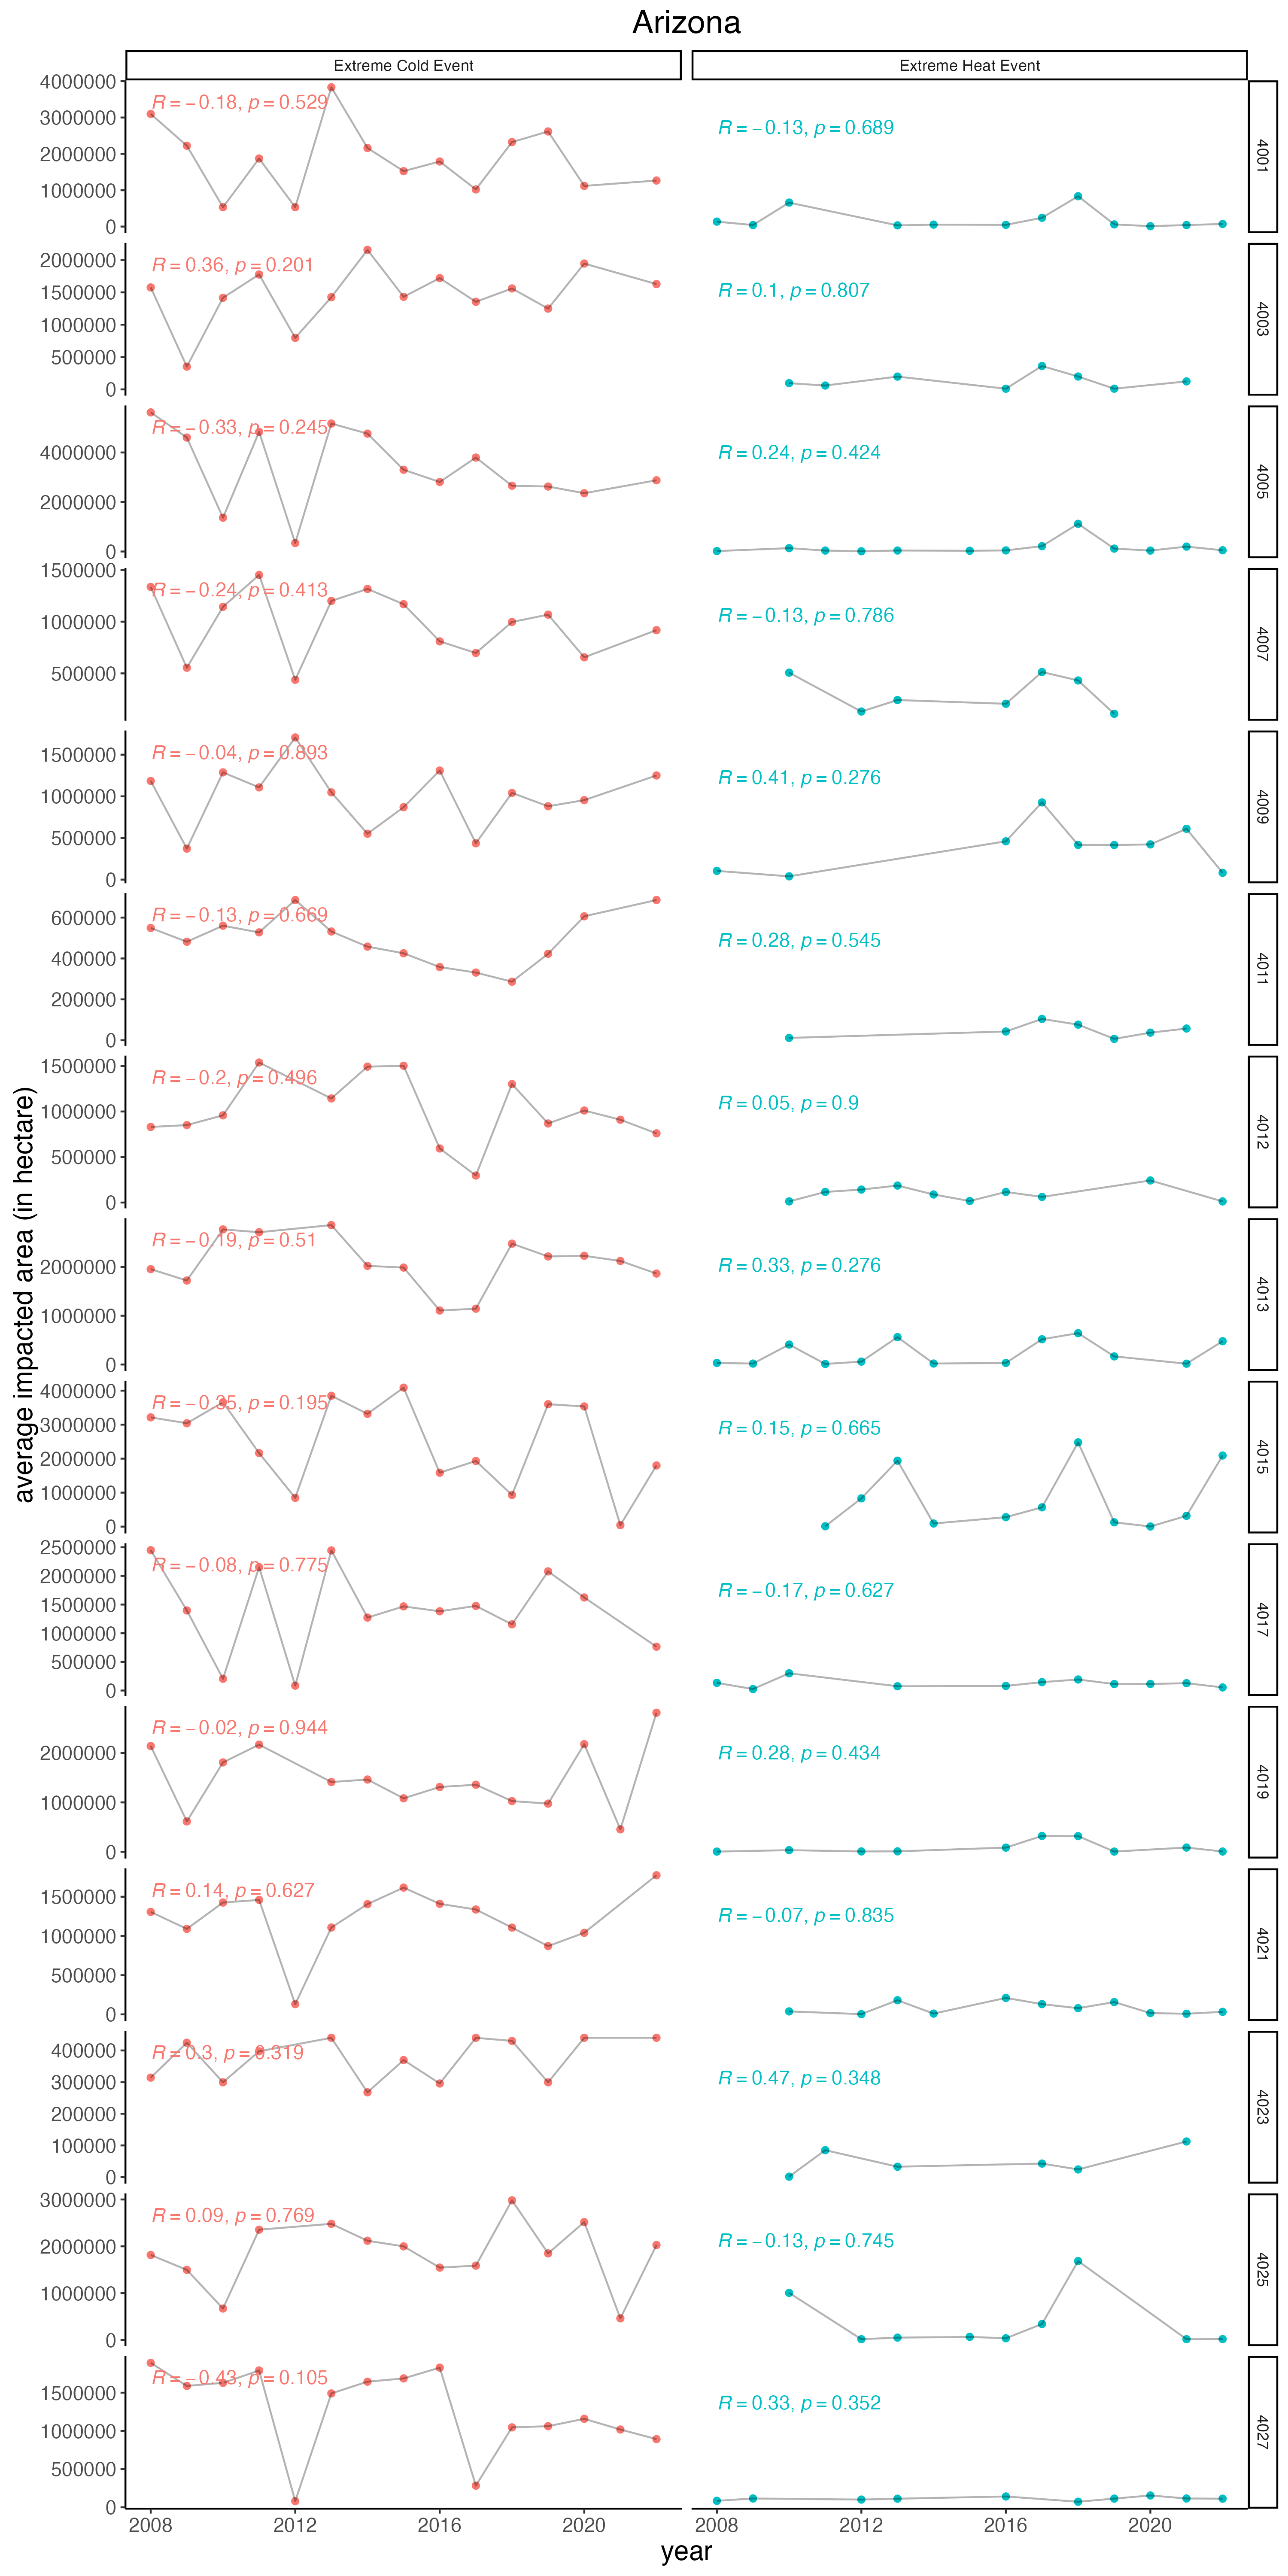 Arizona
Extreme Cold Event Extreme Heat Event
4000000
3000000
2000000
1000000
0
R = −0.18, p = 0.529
R = −0.13, p = 0.689
4001
2000000
1500000
1000000
500000
0
R = 0.36, p = 0.201
R = 0.1, p = 0.807
4003
4000000
2000000
0
R = −0.33, p = 0.245
R = 0.24, p = 0.424
4005
1500000
1000000
500000
R = −0.24, p = 0.413
R = −0.13, p = 0.786
4007
1500000
1000000
500000
0
R = −0.04, p = 0.893
R = 0.41, p = 0.276
4009
600000
400000
200000
0
R = −0.13, p = 0.669
R = 0.28, p = 0.545
4011
1500000
1000000
500000
0
R = −0.2, p = 0.496
R = 0.05, p = 0.9
4012
2000000
1000000
0
R = −0.19, p = 0.51
R = 0.33, p = 0.276
4013
4000000
3000000
2000000
1000000
0
R = −0.35, p = 0.195
R = 0.15, p = 0.665
4015
2500000
2000000
1500000
1000000
500000
0
R = −0.08, p = 0.775
R = −0.17, p = 0.627
4017
2000000
1000000
0
R = −0.02, p = 0.944
R = 0.28, p = 0.434
4019
1500000
1000000
500000
0
R = 0.14, p = 0.627
R = −0.07, p = 0.835
4021
400000
300000
200000
100000
0
R = 0.3, p = 0.319
R = 0.47, p = 0.348
4023
3000000
2000000
1000000
0
R = 0.09, p = 0.769
R = −0.13, p = 0.745
4025
1500000
1000000
500000
0
R = −0.43, p = 0.105
R = 0.33, p = 0.352
4027
2008 2012 2016 2020 2008 2012 2016 2020
year
average impacted area (in hectare)